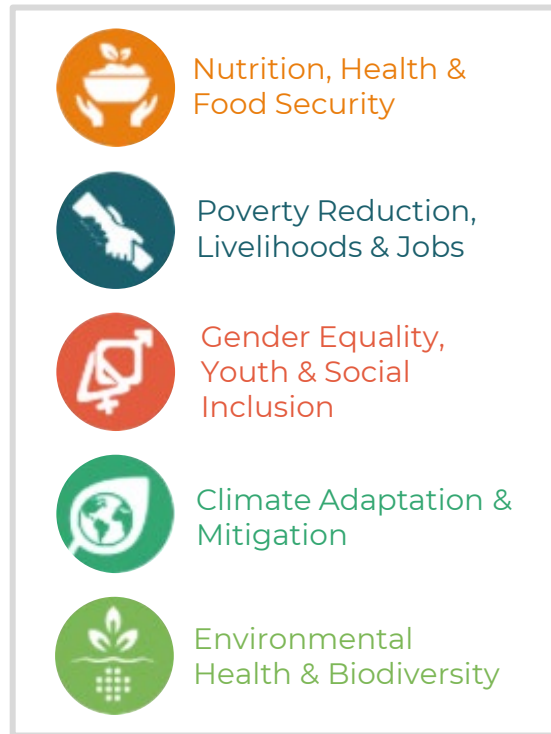 Nutrition, Health &
Food Security
Poverty Reduction,
Livelihoods & Jobs
Gender Equality,
Youth & Social
Inclusion
Climate Adaptation &
Mitigation
Environmental
Health & Biodiversity